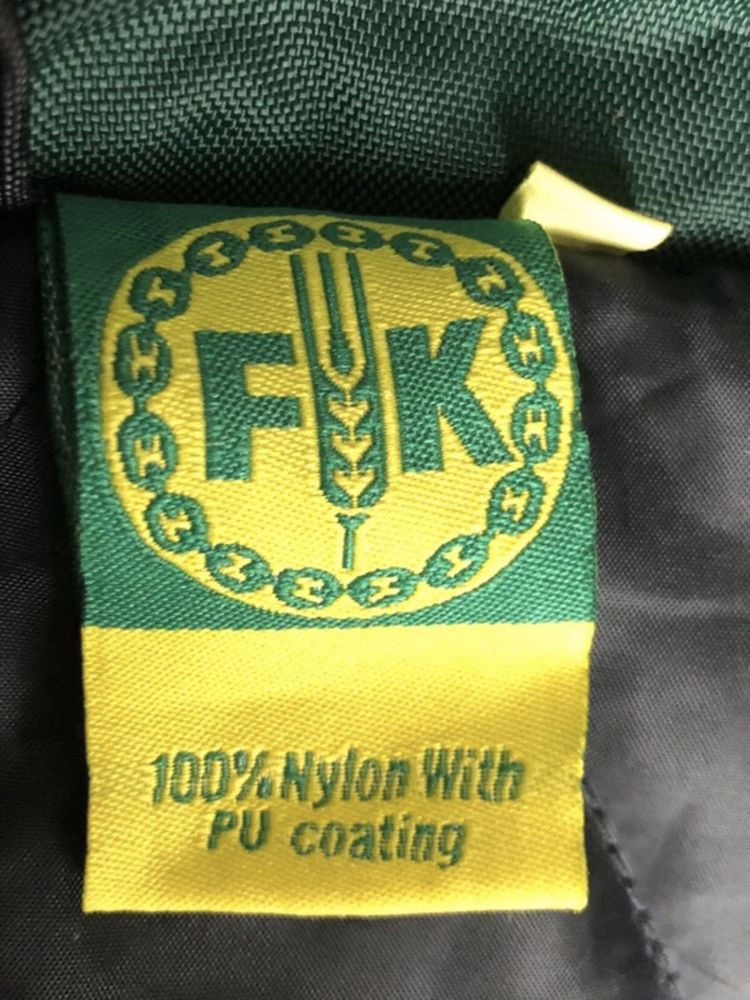 FK
100% Nylon With
PU coating